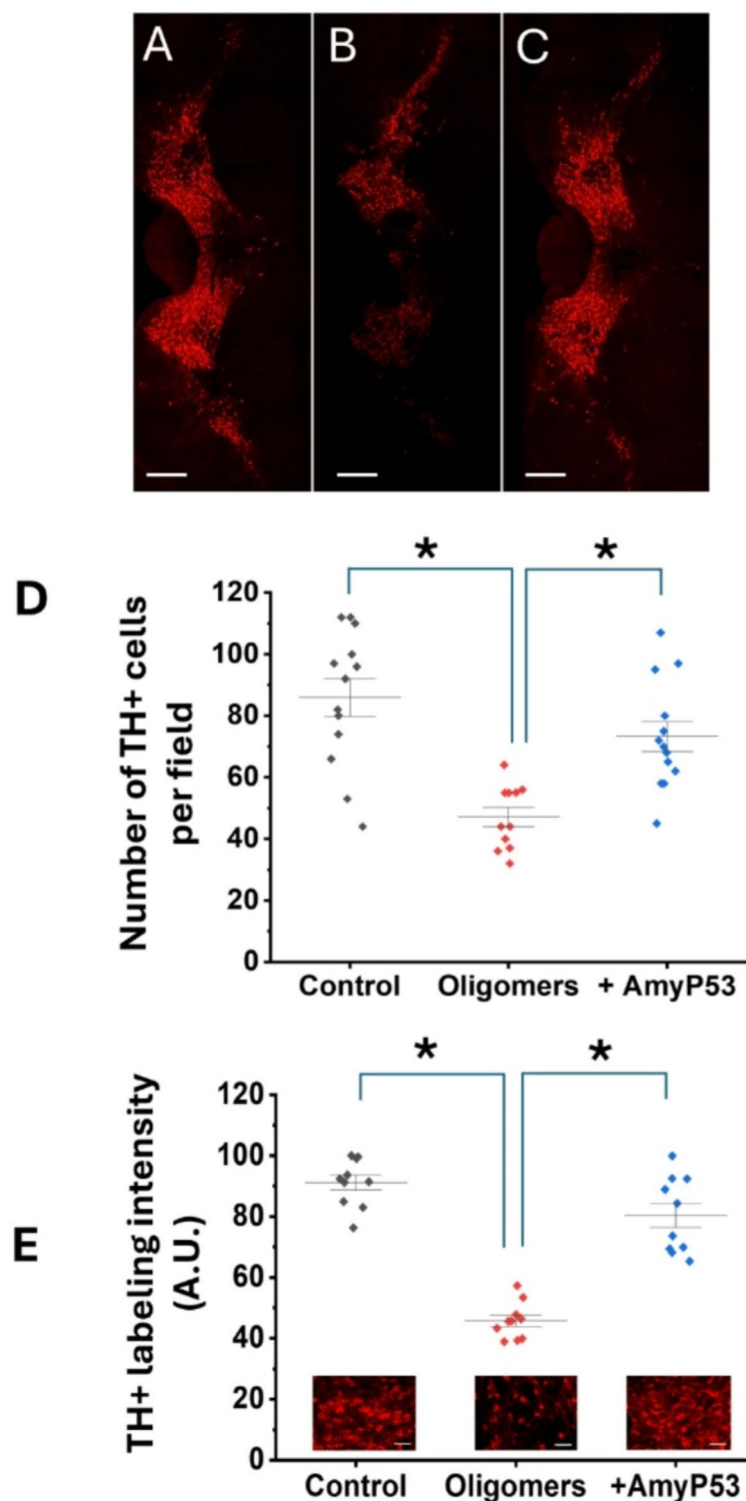 A B C
D
Number of TH+ cells
per field
120
100
80
60
40
20
0
* *
Control Oligomers + AmyP53
E
TH+ labeling intensity
(A.U.)
120
100
80
60
40
20
0
* *
Control Oligomers +AmyP53